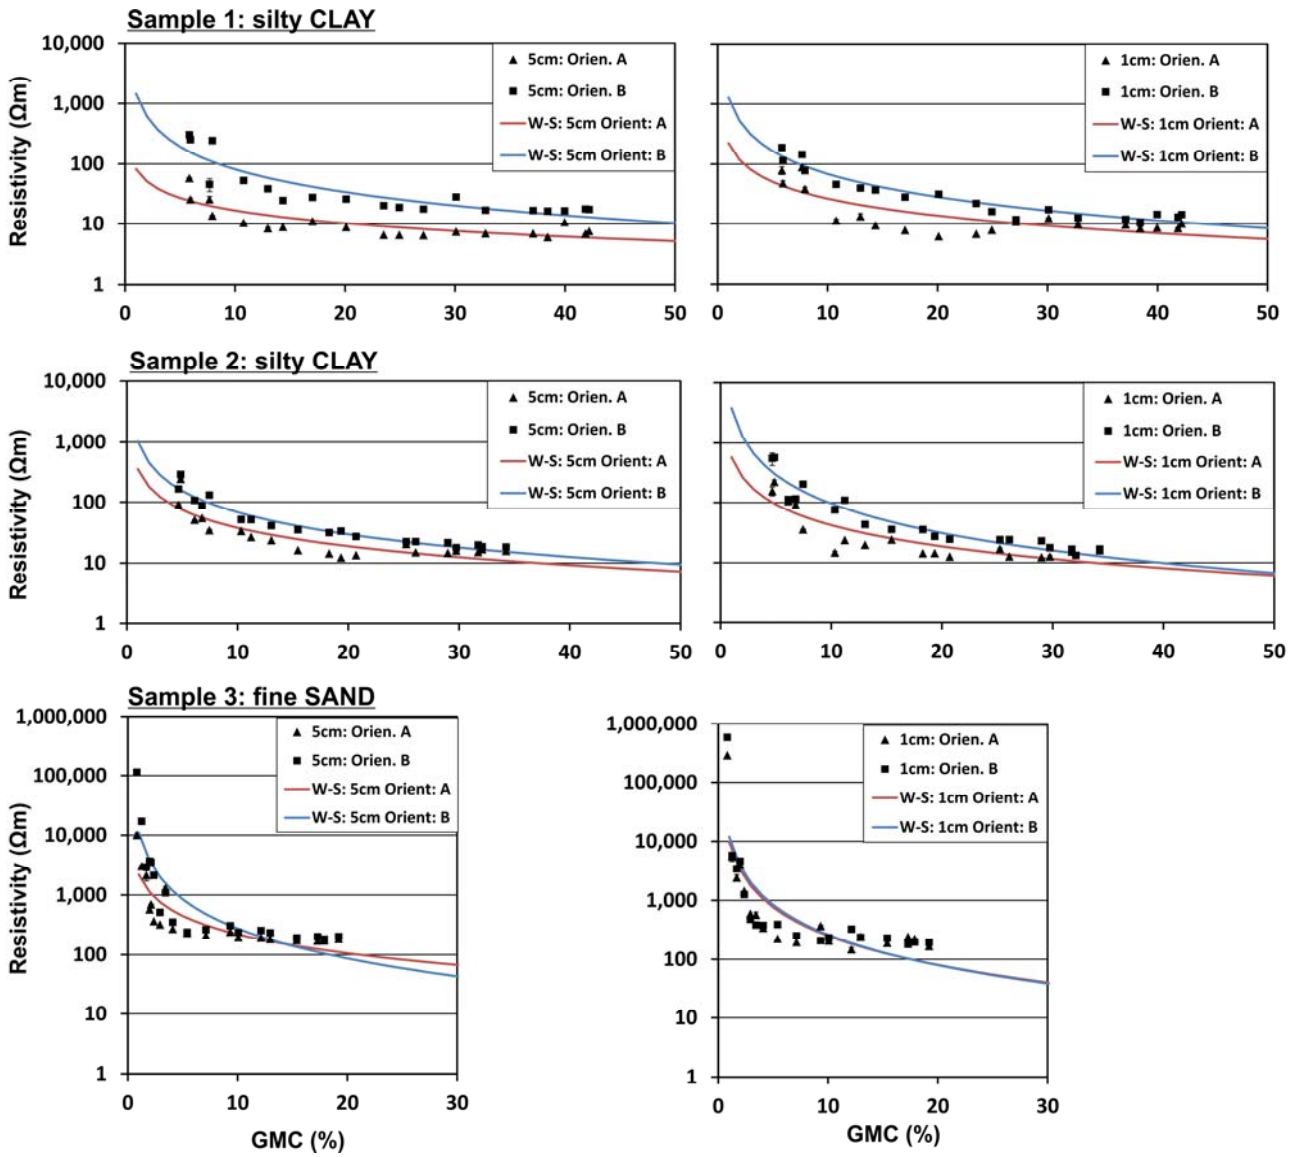 Sample 1: silty CLAY
Resistivity (Ωm)
10,000
1,000
100
10
1
0 10 20 30 40 50
5cm: Orien. A
5cm: Orien. B
W-S: 5cm Orient: A
W-S: 5cm Orient: B
0 10 20 30 40 50
1cm: Orien. A
1cm: Orien. B
W-S: 1cm Orient: A
W-S: 1cm Orient: B
Sample 2: silty CLAY
Resistivity (Ωm)
10,000
1,000
100
10
1
0 10 20 30 40 50
5cm: Orien. A
5cm: Orien. B
W-S: 5cm Orient: A
W-S: 5cm Orient: B
0 10 20 30 40 50
1cm: Orien. A
1cm: Orien. B
W-S: 1cm Orient: A
W-S: 1cm Orient: B
Sample 3: fine SAND
Resistivity (Ωm)
1,000,000
100,000
10,000
1,000
100
10
1
0 10 20 30
GMC (%)
5cm: Orien. A
5cm: Orien. B
W-S: 5cm Orient: A
W-S: 5cm Orient: B
1,000,000
100,000
10,000
1,000
100
10
1
0 10 20 30
GMC (%)
1cm: Orien. A
1cm: Orien. B
W-S: 1cm Orient: A
W-S: 1cm Orient: B